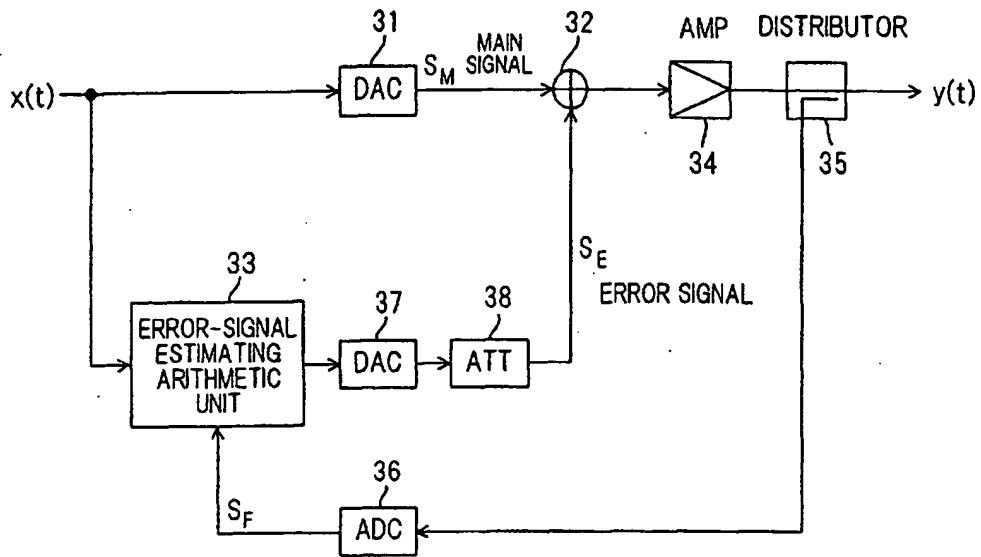 31
32
AMP
DISTRIBUTOR
MAIN
SIGNAL
S_M
x(t)
DAC
y(t)
34
35
S_E
ERROR SIGNAL
33
37
38
ERROR-SIGNAL
ESTIMATING
ARITHMETIC
UNIT
DAC
ATT
36
S_F
ADC